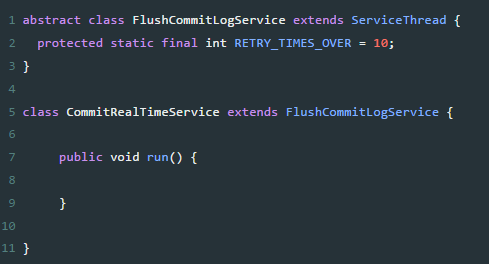 1 abstract class FlushCommitLogService extends ServiceThread {
2   protected static final int RETRY_TIMES_OVER = 10;
3 }
4
5 class CommitRealTimeService extends FlushCommitLogService {
6
7      public void run() {
8
9      }
10
11 }